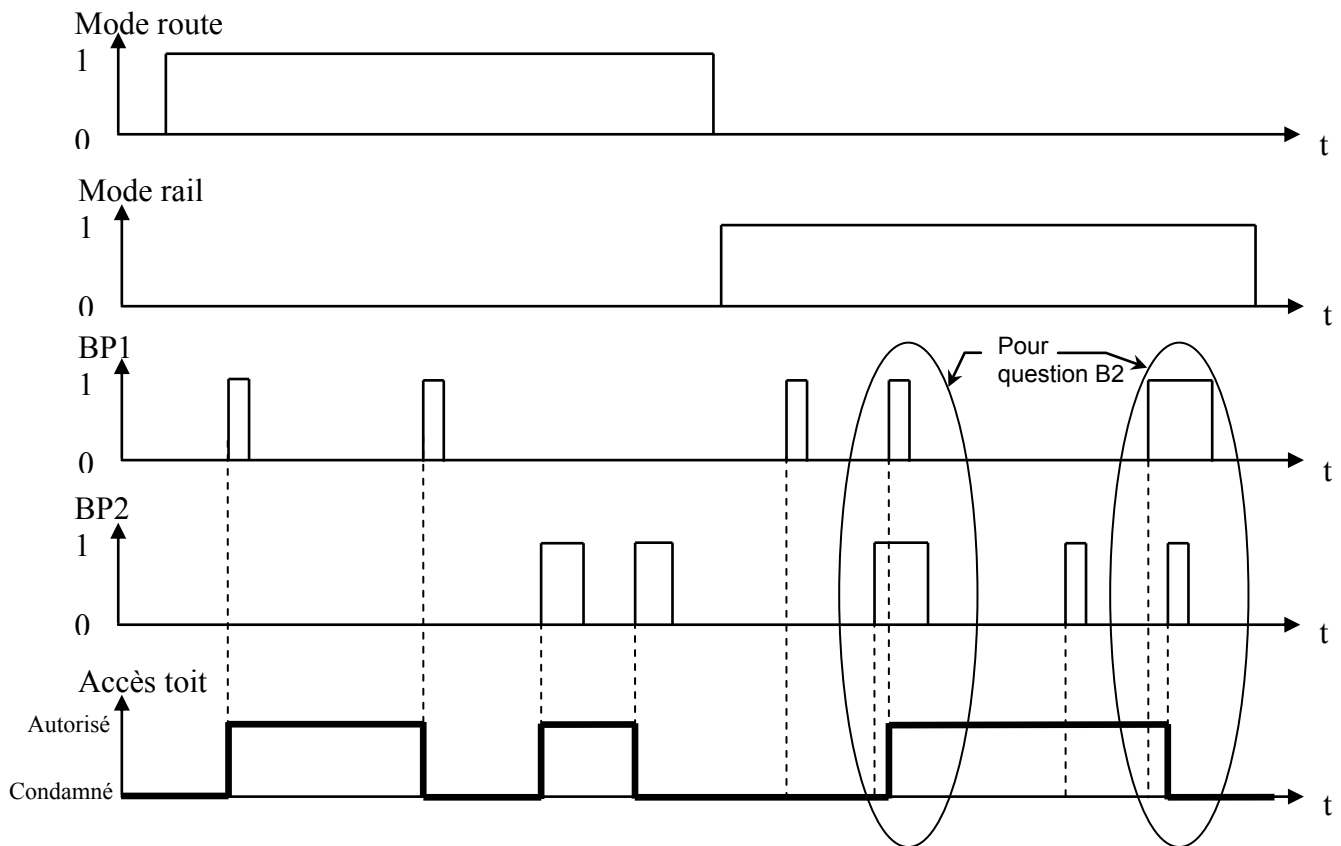 Mode route
1
0
t
Mode rail
1
0
t
BP1
1
0
t
Pour
question B2
BP2
1
0
t
Accès toit
Autorisé
Condamné
t